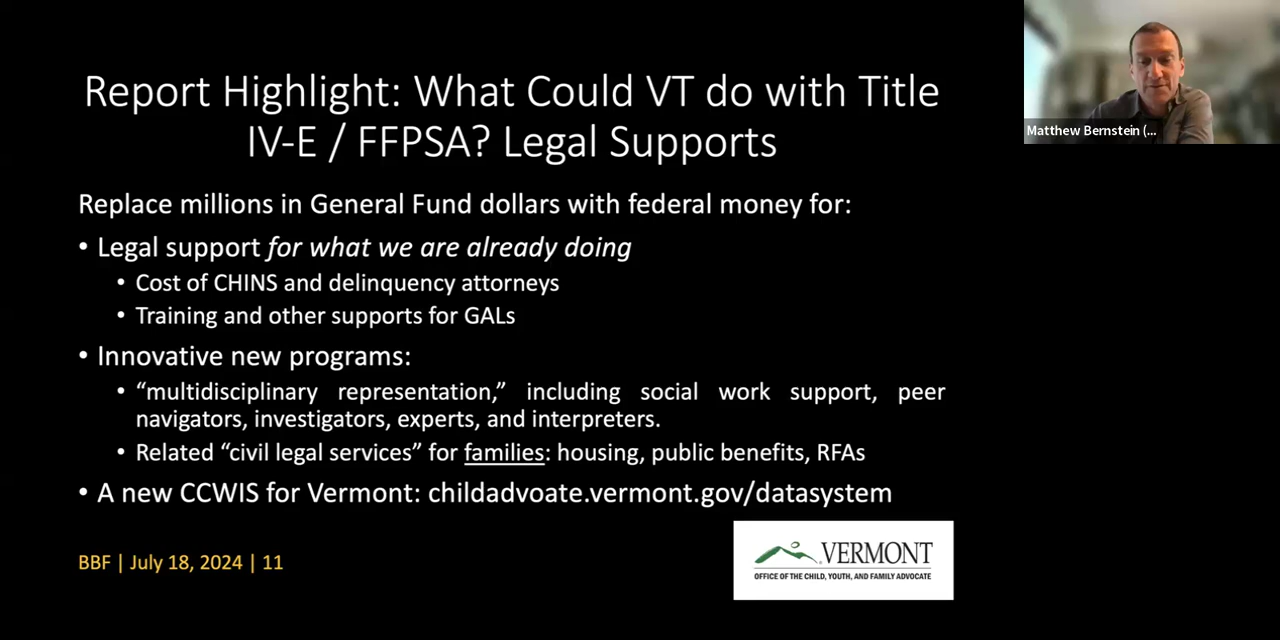 Report Highlight: What Could VT do with Title
IV-E / FFPSA? Legal Supports
Replace millions in General Fund dollars with federal money for:
• Legal support for what we are already doing
• Cost of CHINS and delinquency attorneys
• Training and other supports for GALs
• Innovative new programs:
• “multidisciplinary representation,” including social work support, peer
navigators, investigators, experts, and interpreters.
• Related “civil legal services” for families: housing, public benefits, RFAs
• A new CCWIS for Vermont: childadvoate.vermont.gov/datasystem
BBF | July 18, 2024 | 11
VERMONT
OFFICE OF THE CHILD, YOUTH, AND FAMILY ADVOCATE
Matthew Bernstein (...